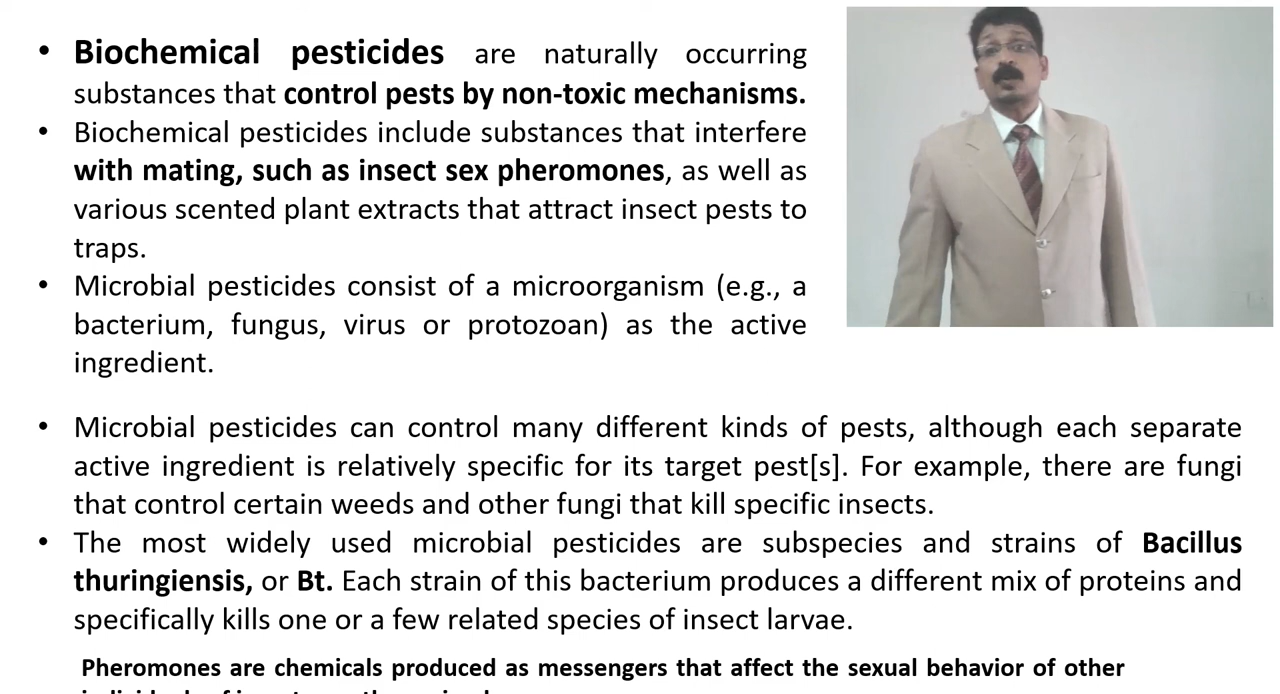 • Biochemical pesticides are naturally occurring
substances that control pests by non-toxic mechanisms.
• Biochemical pesticides include substances that interfere
with mating, such as insect sex pheromones, as well as
various scented plant extracts that attract insect pests to
traps.
• Microbial pesticides consist of a microorganism (e.g., a
bacterium, fungus, virus or protozoan) as the active
ingredient.
• Microbial pesticides can control many different kinds of pests, although each separate
active ingredient is relatively specific for its target pest[s]. For example, there are fungi
that control certain weeds and other fungi that kill specific insects.
• The most widely used microbial pesticides are subspecies and strains of Bacillus
thuringiensis, or Bt. Each strain of this bacterium produces a different mix of proteins and
specifically kills one or a few related species of insect larvae.
Pheromones are chemicals produced as messengers that affect the sexual behavior of other